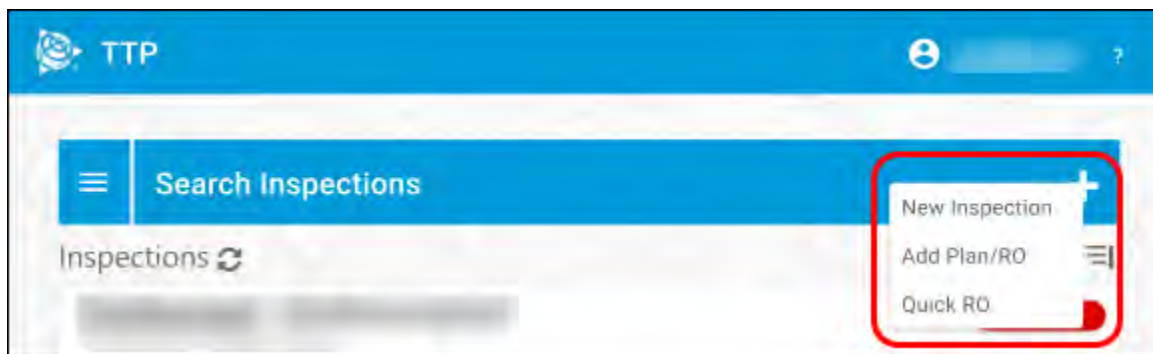 TTP
?
Search Inspections
New Inspection
Inspections
Add Plan/RO
Quick RO